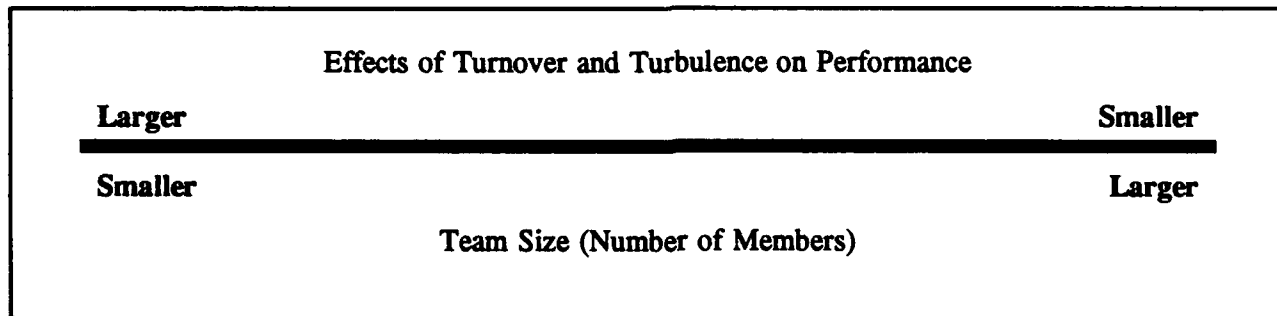 Effects of Turnover and Turbulence on Performance
Larger Smaller
Smaller Larger
Team Size (Number of Members)